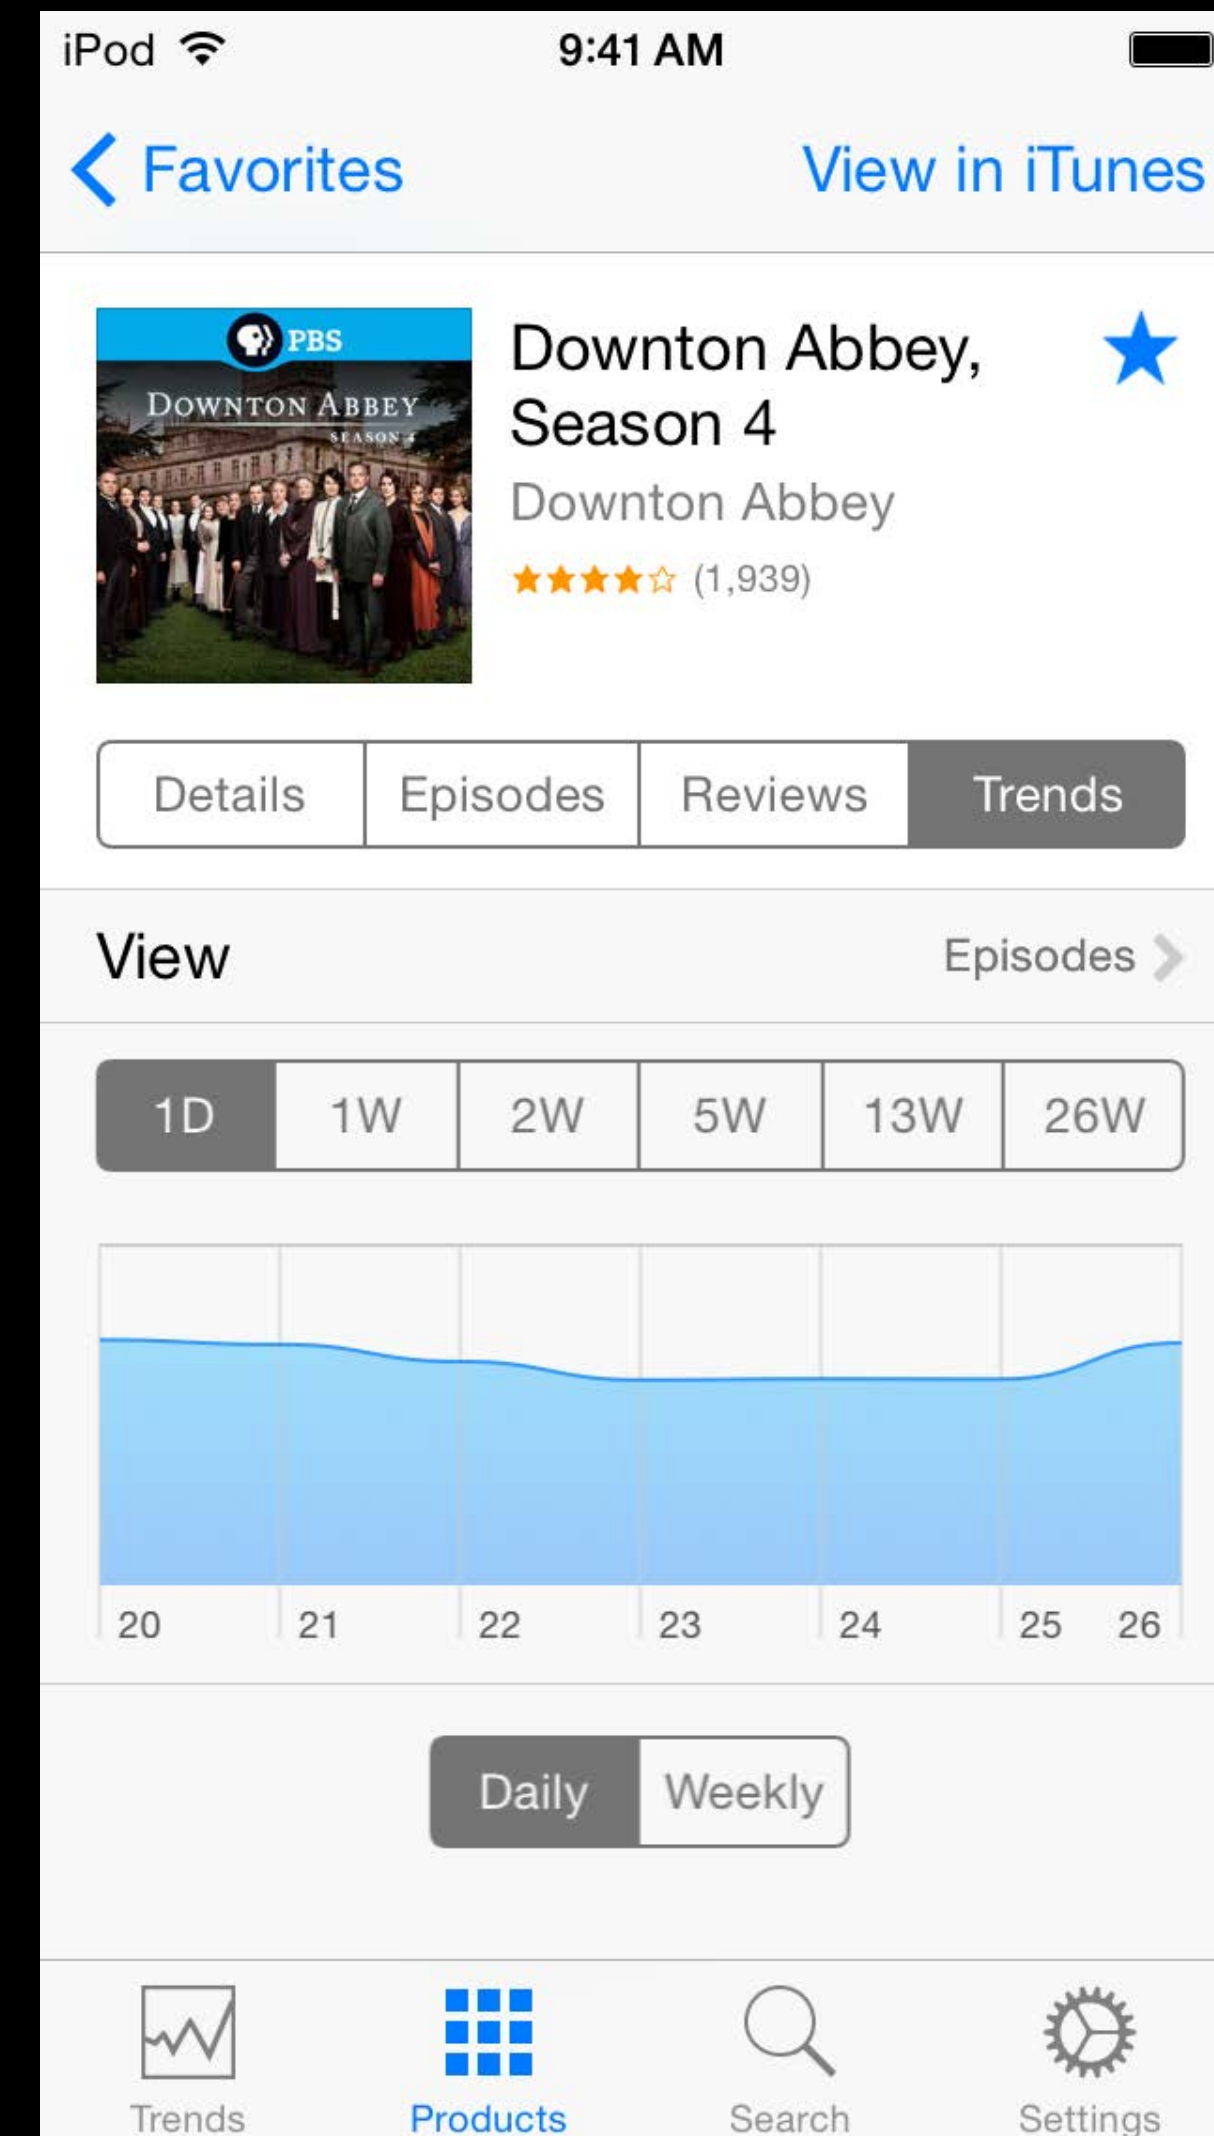 iPod 9:41 AM
Favorites View in iTunes
PBS
DOWNTON ABBEY
SEASON 4
Downton Abbey,
Season 4
Downton Abbey
(1,939)
Details Episodes Reviews Trends
View Episodes
1D 1W 2W 5W 13W 26W
20 21 22 23 24 25 26
Daily Weekly
Trends Products Search Settings